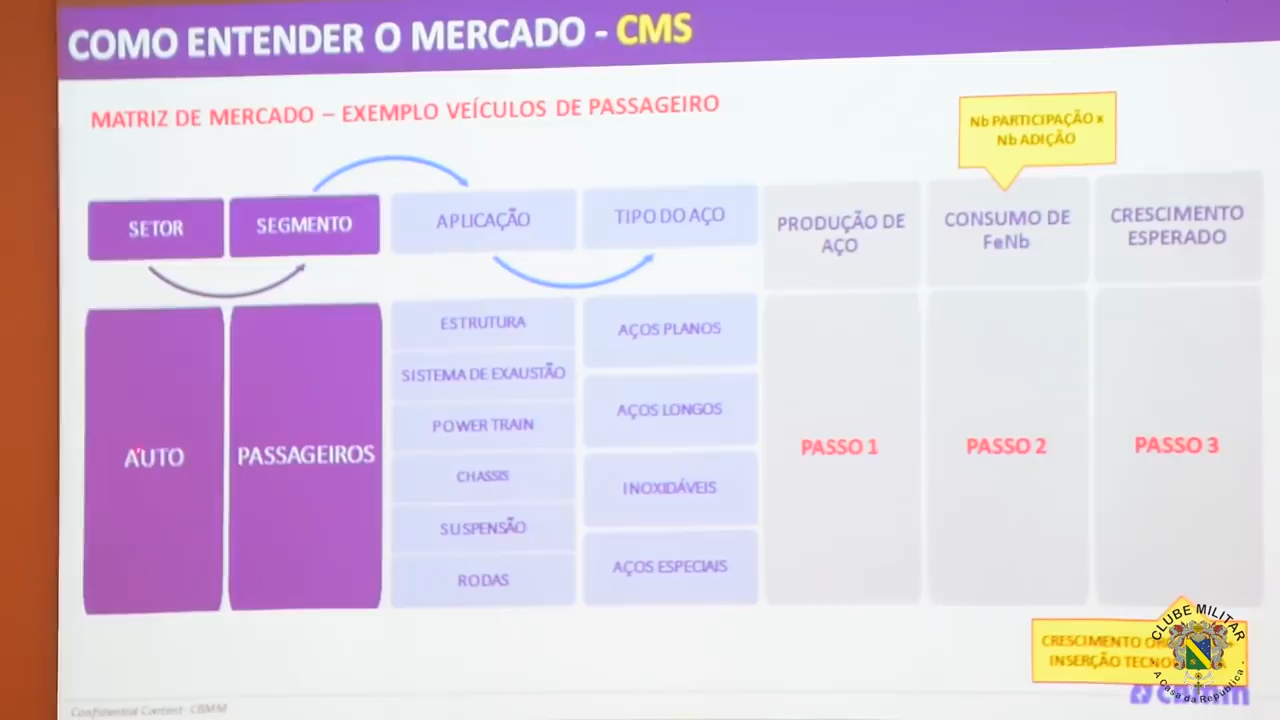 COMO ENTENDER O MERCADO - CMS
MATRIZ DE MERCADO – EXEMPLO VEÍCULOS DE PASSAGEIRO
Nb PARTICIPAÇÃO x
Nb ADIÇÃO
SETOR
SEGMENTO
APLICAÇÃO
TIPO DO AÇO
PRODUÇÃO DE
AÇO
CONSUMO DE
FeNb
CRESCIMENTO
ESPERADO
AUTO
PASSAGEIROS
ESTRUTURA
SISTEMA DE EXAUSTÃO
POWER TRAIN
CHASSIS
SUSPENSÃO
RODAS
AÇOS PLANOS
AÇOS LONGOS
INOXIDÁVEIS
AÇOS ESPECIAIS
PASSO 1
PASSO 2
PASSO 3
CRESCIMENTO
INSERÇÃO
CLUBE MILITAR
A Casa da República
Confidential Content - CBMM
CBMM